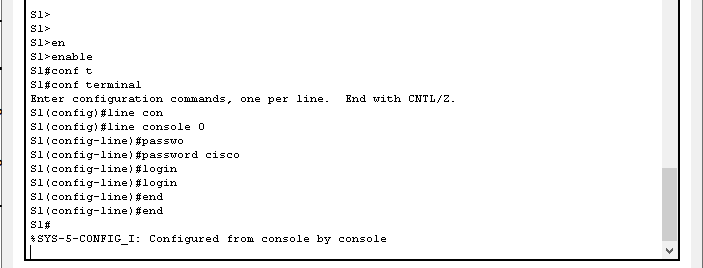 S1>
S1>
S1>en
S1>enable
S1#conf t
S1#conf terminal
Enter configuration commands, one per line.  End with CNTL/Z.
S1(config)#line con
S1(config)#line console 0
S1(config-line)#passwo
S1(config-line)#password cisco
S1(config-line)#login
S1(config-line)#login
S1(config-line)#end
S1(config-line)#end
S1#
%SYS-5-CONFIG_I: Configured from console by console